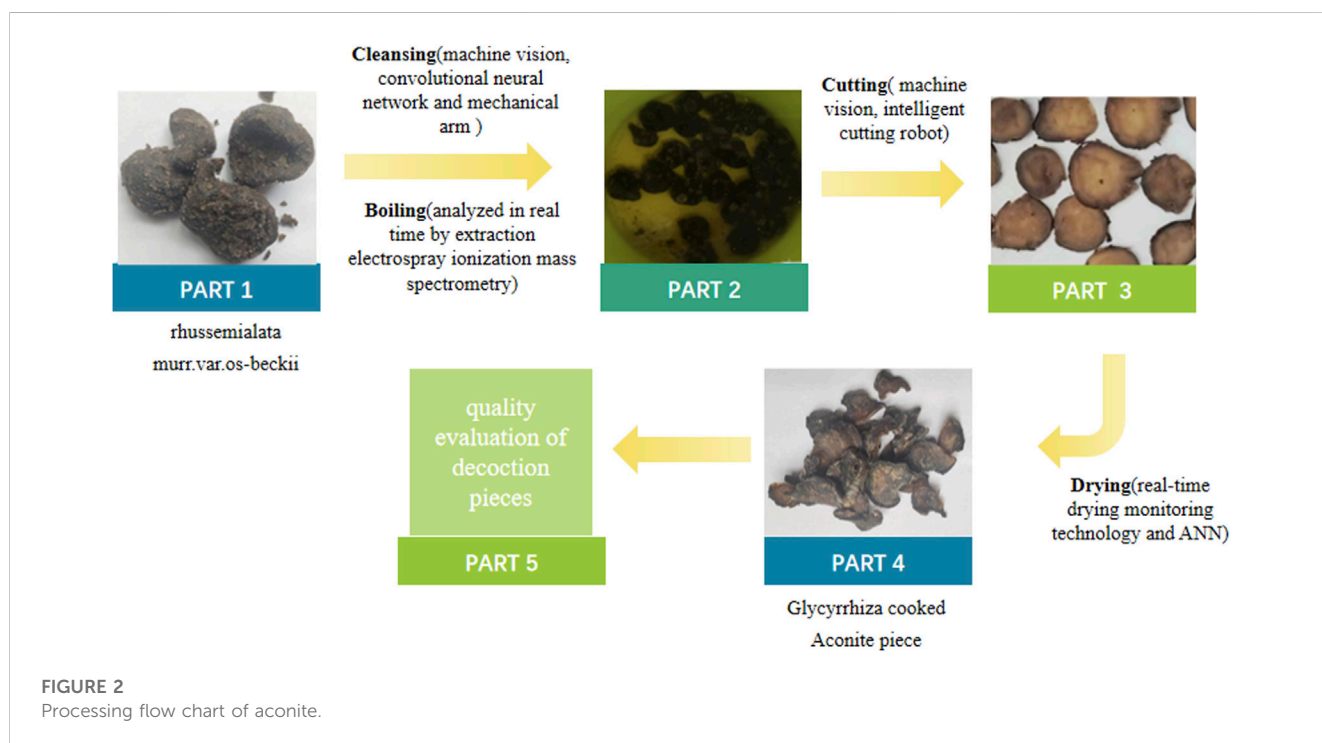 Cleansing(machine vision,
convolutional neural
network and mechanical
arm )
Boiling(analyzed in real
time by extraction
electrospray ionization mass
spectrometry)
Cutting( machine
vision, intelligent
cutting robot)
PART 1
rhussemialata
murr.var.os-beckii
PART 2
PART 3
Drying(real-time
drying monitoring
technology and ANN)
PART 4
Glycyrrhiza cooked
Aconite piece
quality
evaluation of
decoction
pieces
PART 5
FIGURE 2
Processing flow chart of aconite.